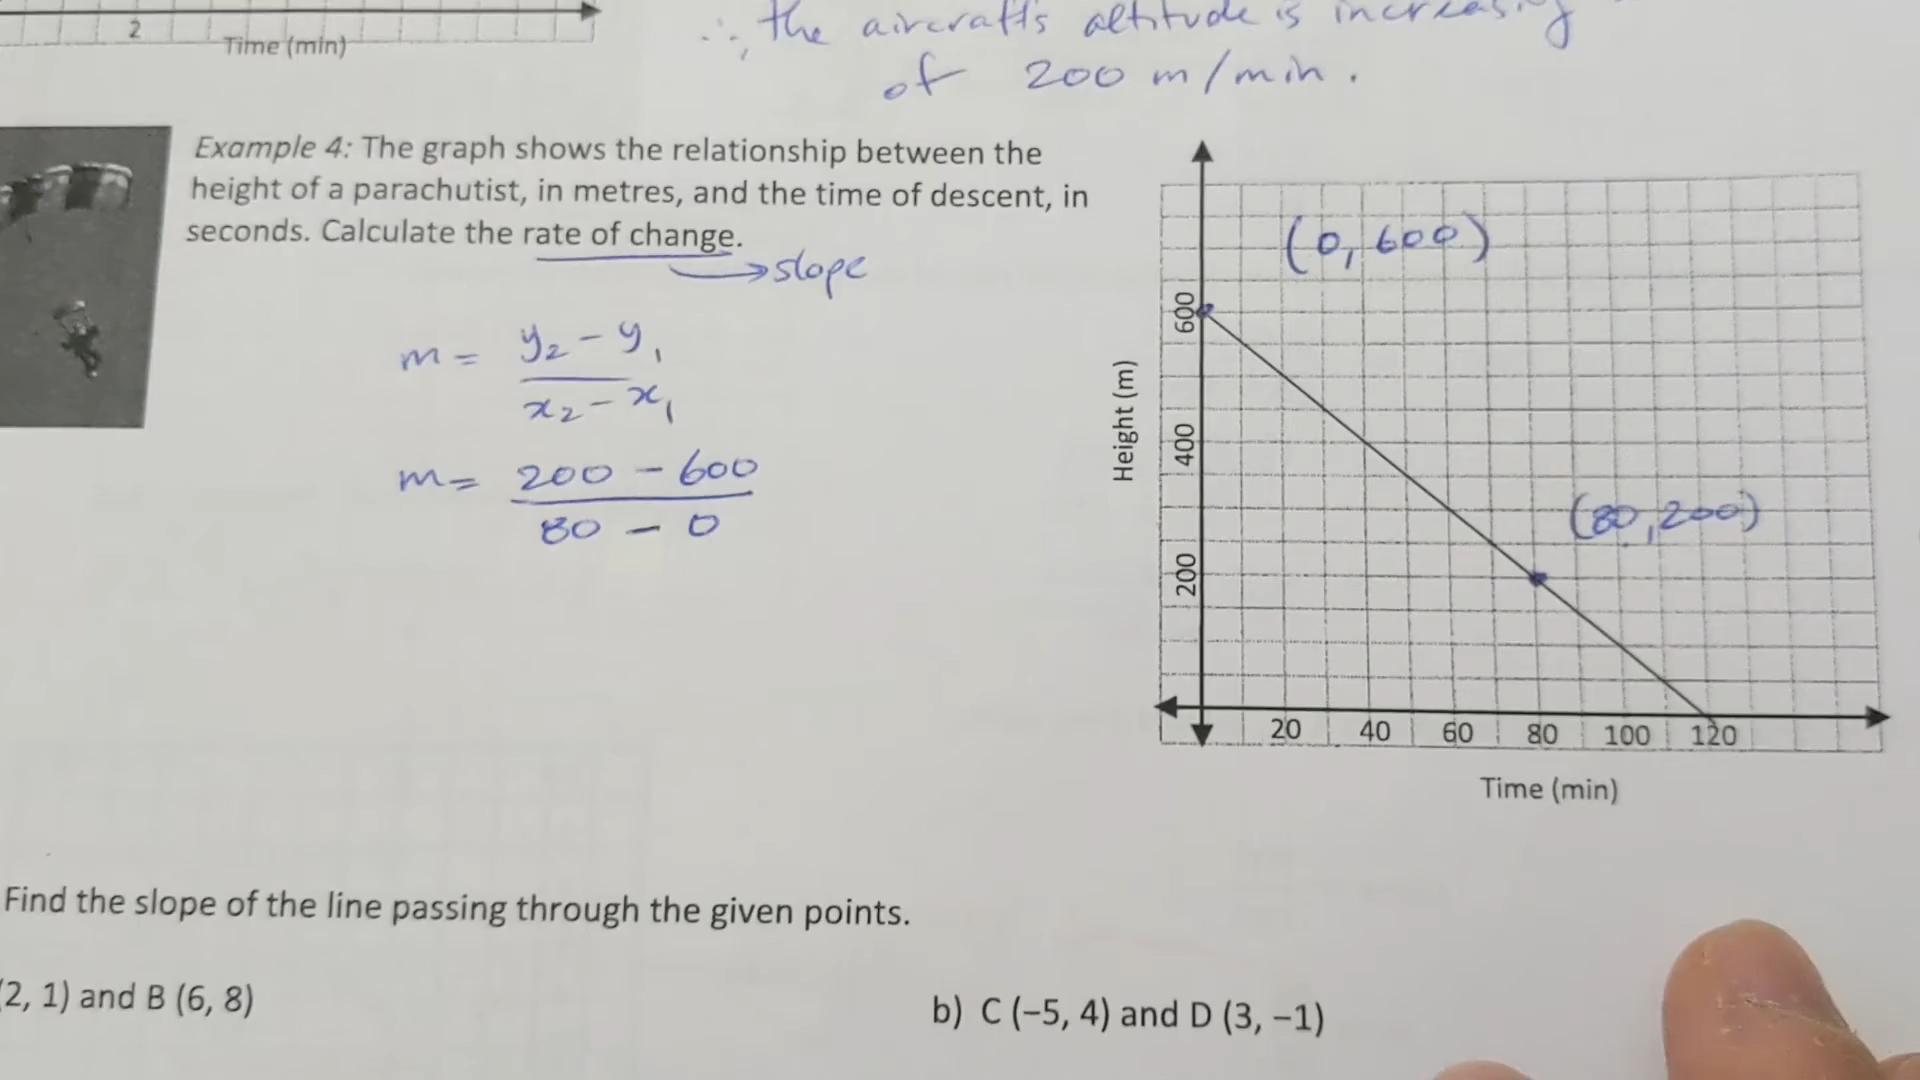 2
Time (min)
∴, the aircraft's altitude is increasing
of 200 m/min.
Example 4: The graph shows the relationship between the
height of a parachutist, in metres, and the time of descent, in
seconds. Calculate the rate of change.
→ slope
m = y₂ - y₁
x₂ - x₁
m = 200 - 600
80 - 0
(0, 600)
600
400
200
Height (m)
(80, 200)
20 40 60 80 100 120
Time (min)
Find the slope of the line passing through the given points.
(2, 1) and B (6, 8)
b) C (−5, 4) and D (3, −1)